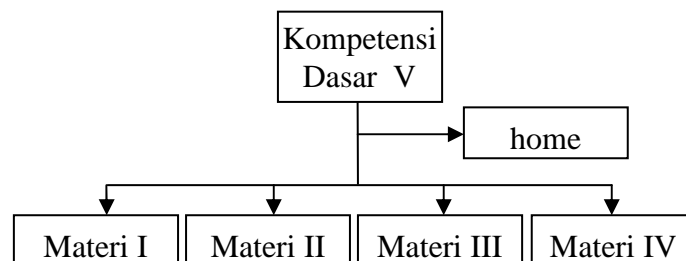 Kompetensi
Dasar V
home
Materi I
Materi II
Materi III
Materi IV